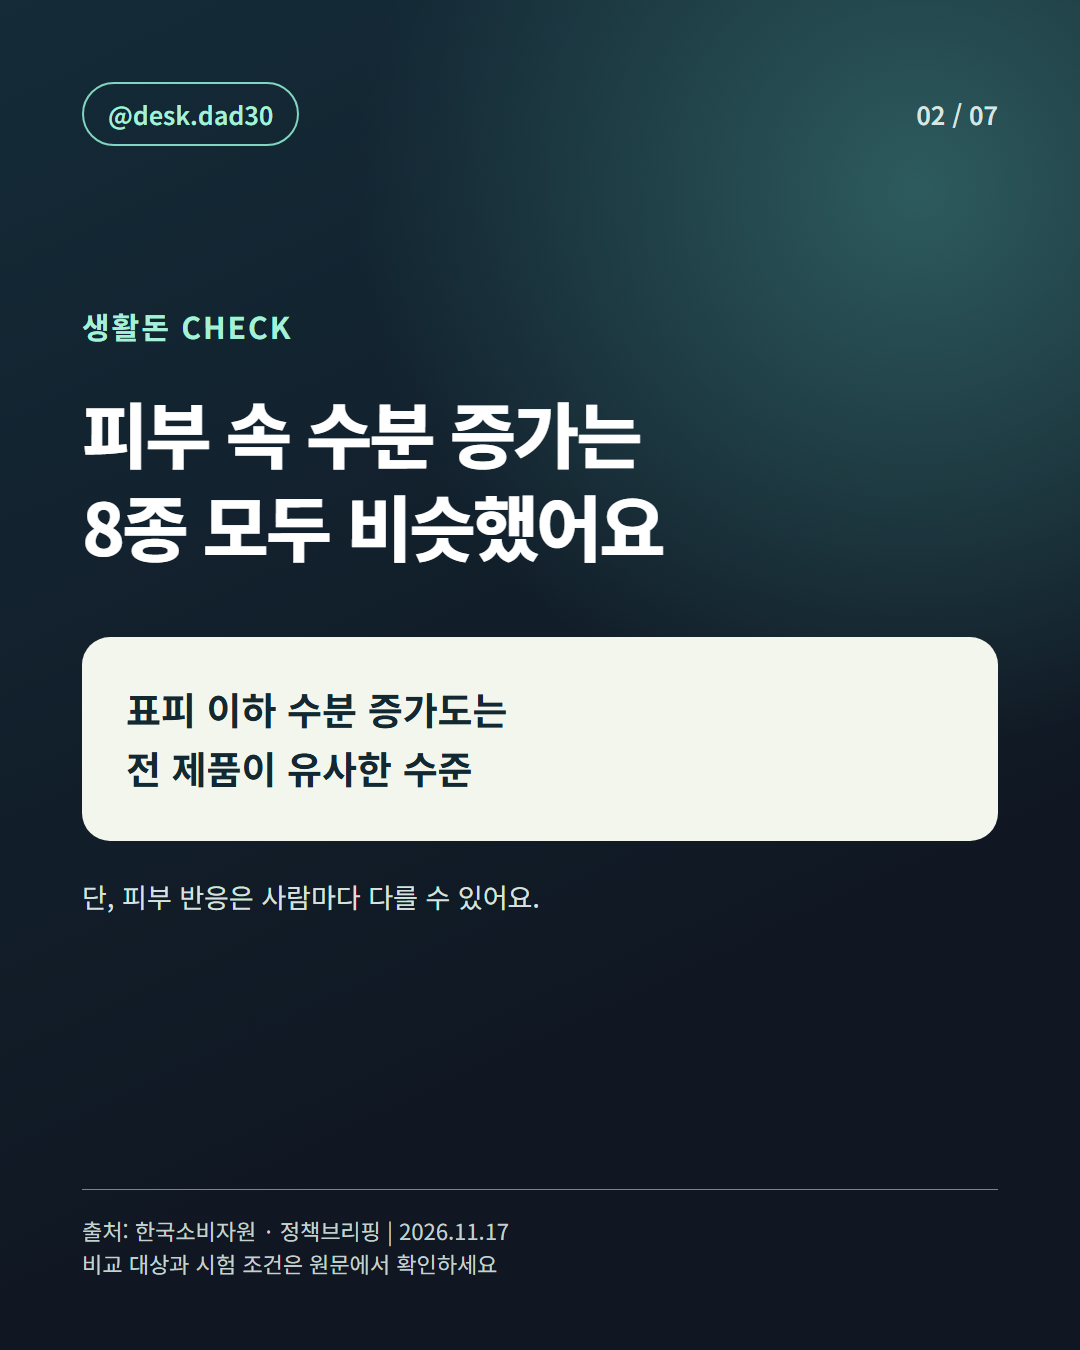 @desk.dad30
02 / 07
생활돈 CHECK
피부 속 수분 증가는
8종 모두 비슷했어요
표피 이하 수분 증가도는
전 제품이 유사한 수준
단, 피부 반응은 사람마다 다를 수 있어요.
출처: 한국소비자원 · 정책브리핑 | 2026.11.17
비교 대상과 시험 조건은 원문에서 확인하세요